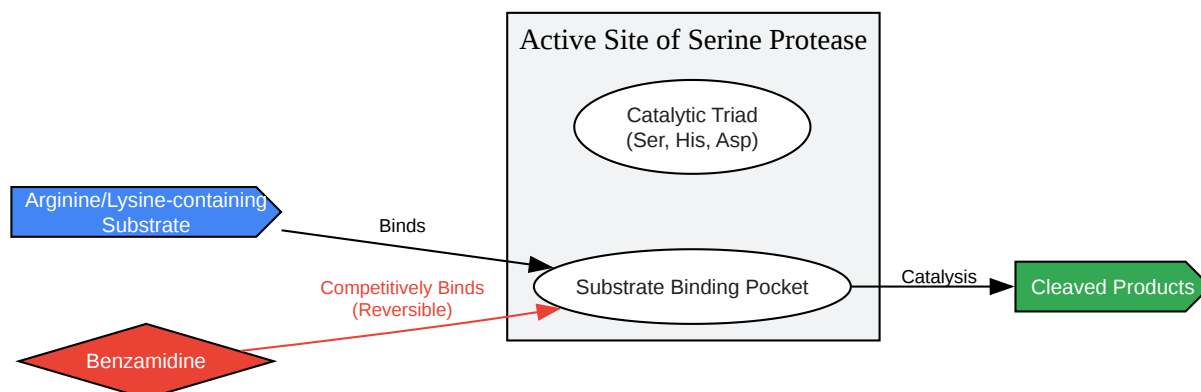 Active Site of Serine Protease
Catalytic Triad
(Ser, His, Asp)
Arginine/Lysine-containing
Substrate
Binds
Substrate Binding Pocket
Catalysis
Cleaved Products
Competitively Binds
(Reversible)
Benzamidine